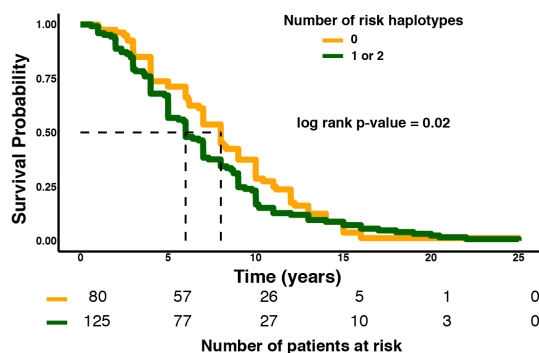 Number of risk haplotypes
0
1 or 2
log rank p-value = 0.02
Survival Probability
1.00
0.75
0.50
0.25
0.00
0 5 10 15 20 25
Time (years)
80 57 26 5 1 0
125 77 27 10 3 0
Number of patients at risk